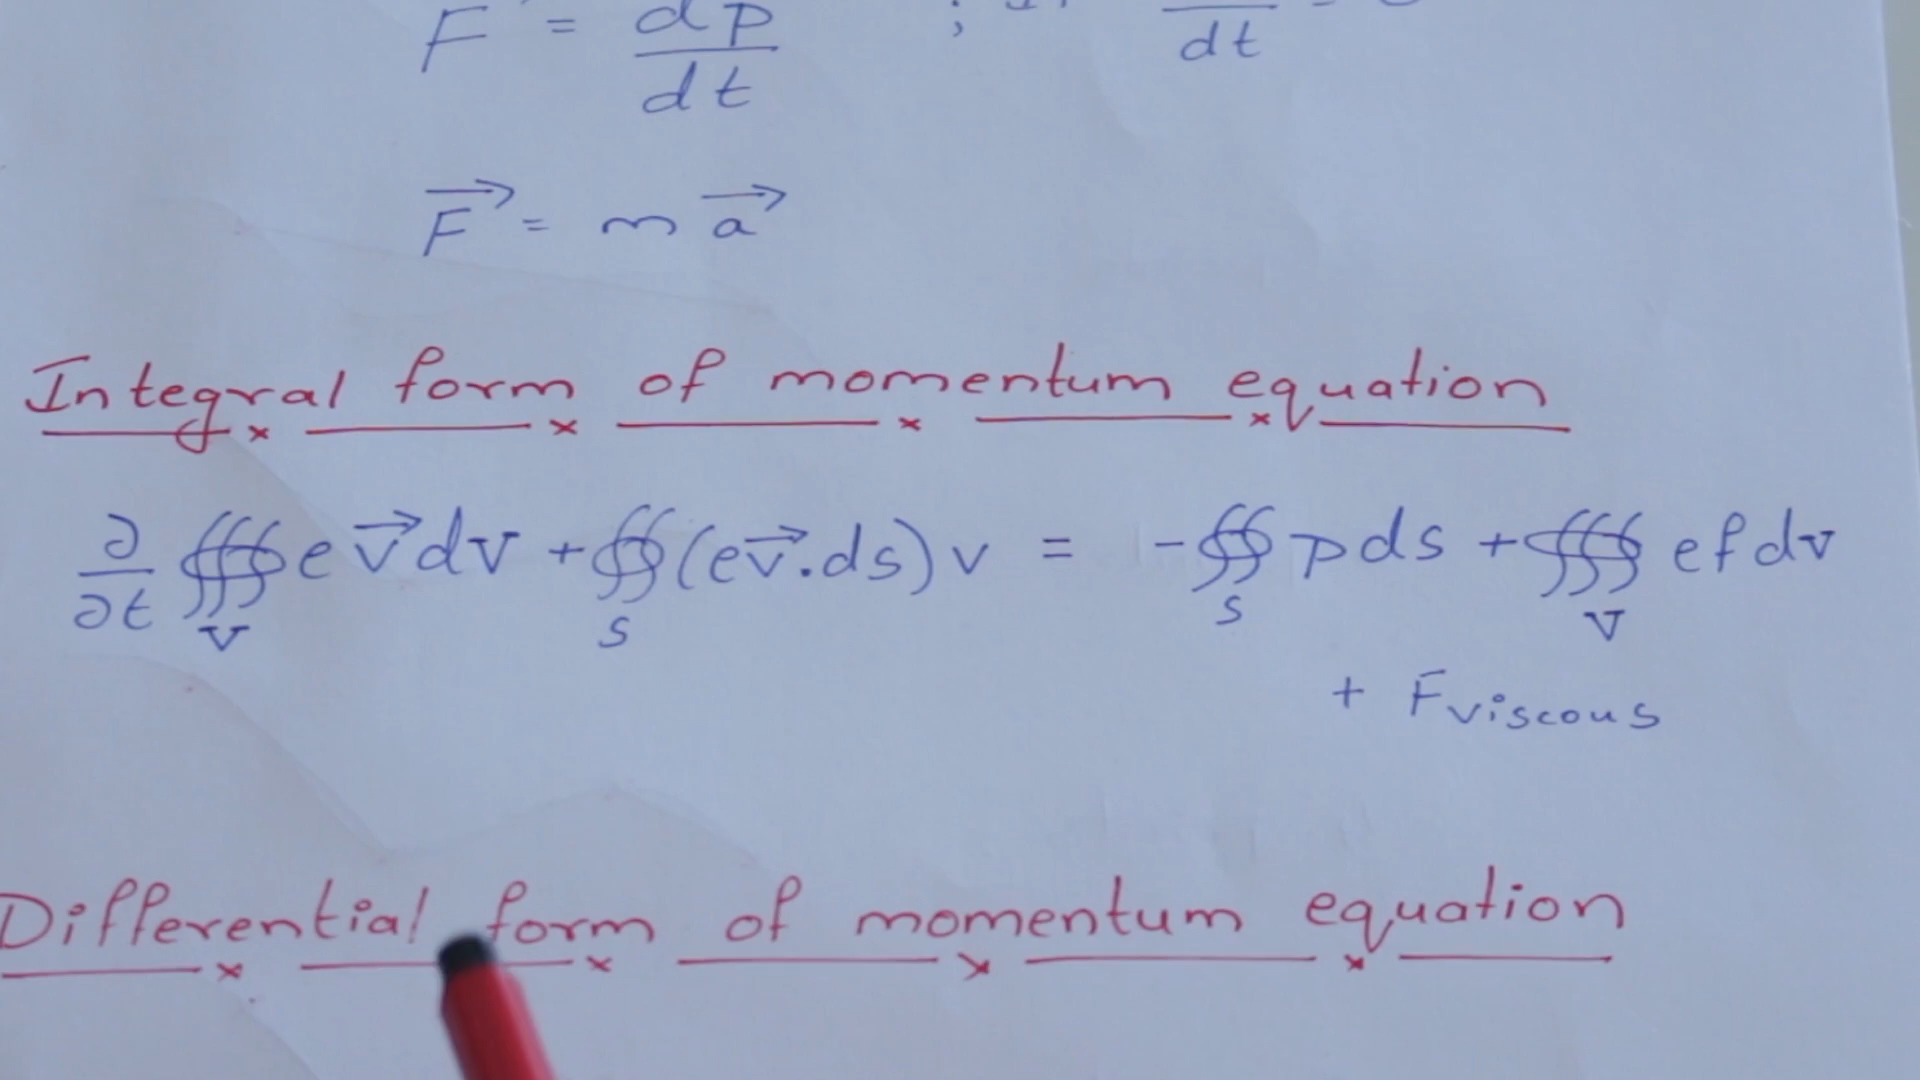 F = dp/dt ; dt
F⃗ = m a⃗
Integral form of momentum equation
∂/∂t ∰_V e v⃗ dv + ∯_S (e v⃗ . ds) v = - ∯_S p ds + ∰_V e f dv
+ F viscous
Differential form of momentum equation